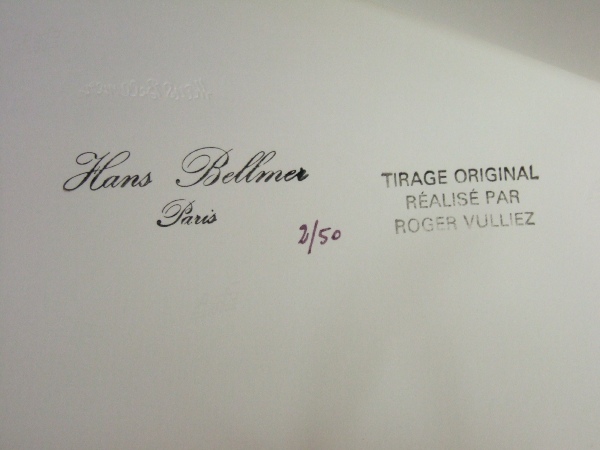 Hans Bellmer
Paris
2/50
TIRAGE ORIGINAL
RÉALISÉ PAR
ROGER VULLIEZ